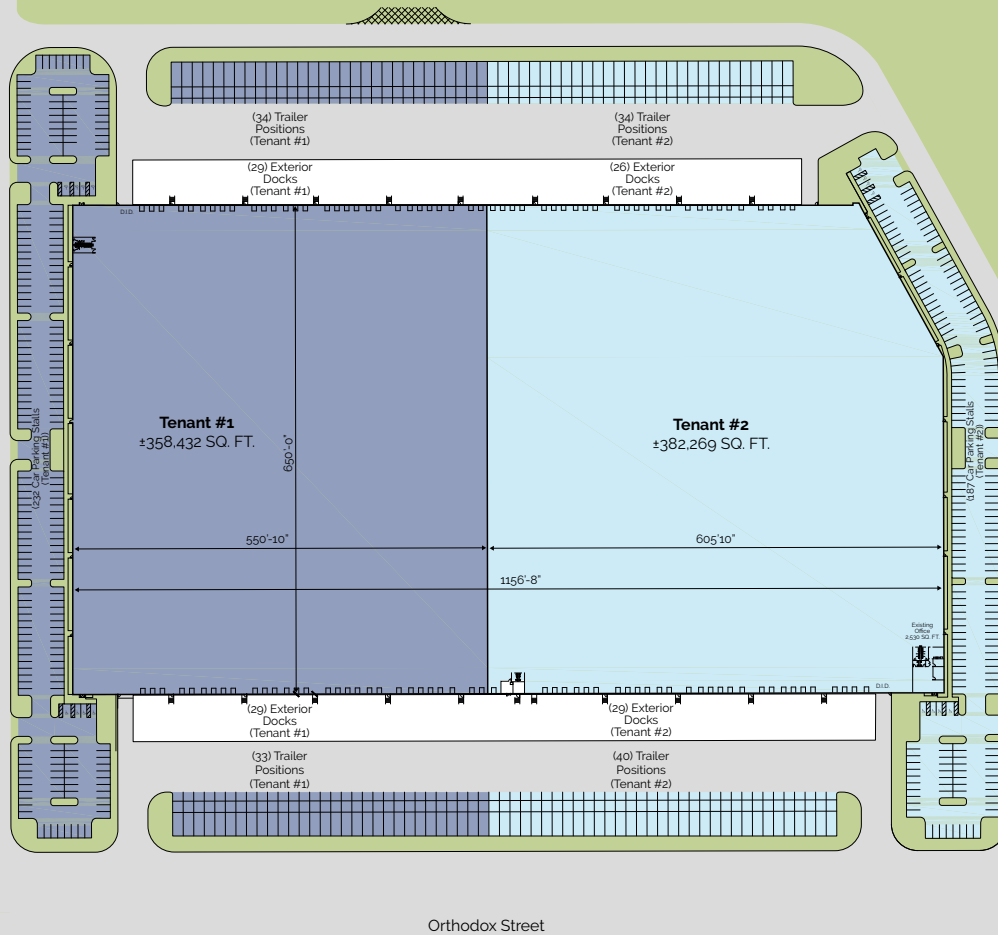 (34) Trailer
Positions
(Tenant #1)
(34) Trailer
Positions
(Tenant #2)
(29) Exterior
Docks
(Tenant #1)
(26) Exterior
Docks
(Tenant #2)
D.I.D.
Tenant #1
±358,432 SQ. FT.
650'-0"
Tenant #2
±382,269 SQ. FT.
(232 Car Parking Stalls
(Tenant #1))
(187 Car Parking Stalls
(Tenant #2))
550'-10"
605'10"
1156'-8"
Existing
Office
2,530 SQ. FT.
D.I.D.
(29) Exterior
Docks
(Tenant #1)
(29) Exterior
Docks
(Tenant #2)
(33) Trailer
Positions
(Tenant #1)
(40) Trailer
Positions
(Tenant #2)
Orthodox Street